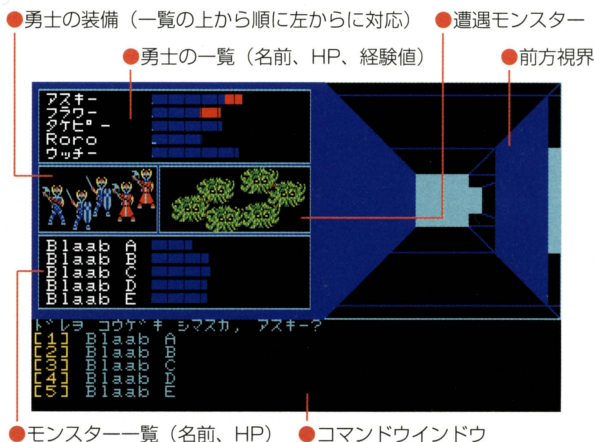 ●勇士の装備（一覧の上から順に左からに対応）
●遭遇モンスター
●勇士の一覧（名前、HP、経験値）
●前方視界
アスキー
フラワー
タケピー
Roro
ウッチー
Blaab A
Blaab B
Blaab C
Blaab D
Blaab E
ドレヲ コウゲキ シマスカ, アスキー?
[1] Blaab A
[2] Blaab B
[3] Blaab C
[4] Blaab D
[5] Blaab E
●モンスター一覧（名前、HP）
●コマンドウインドウ